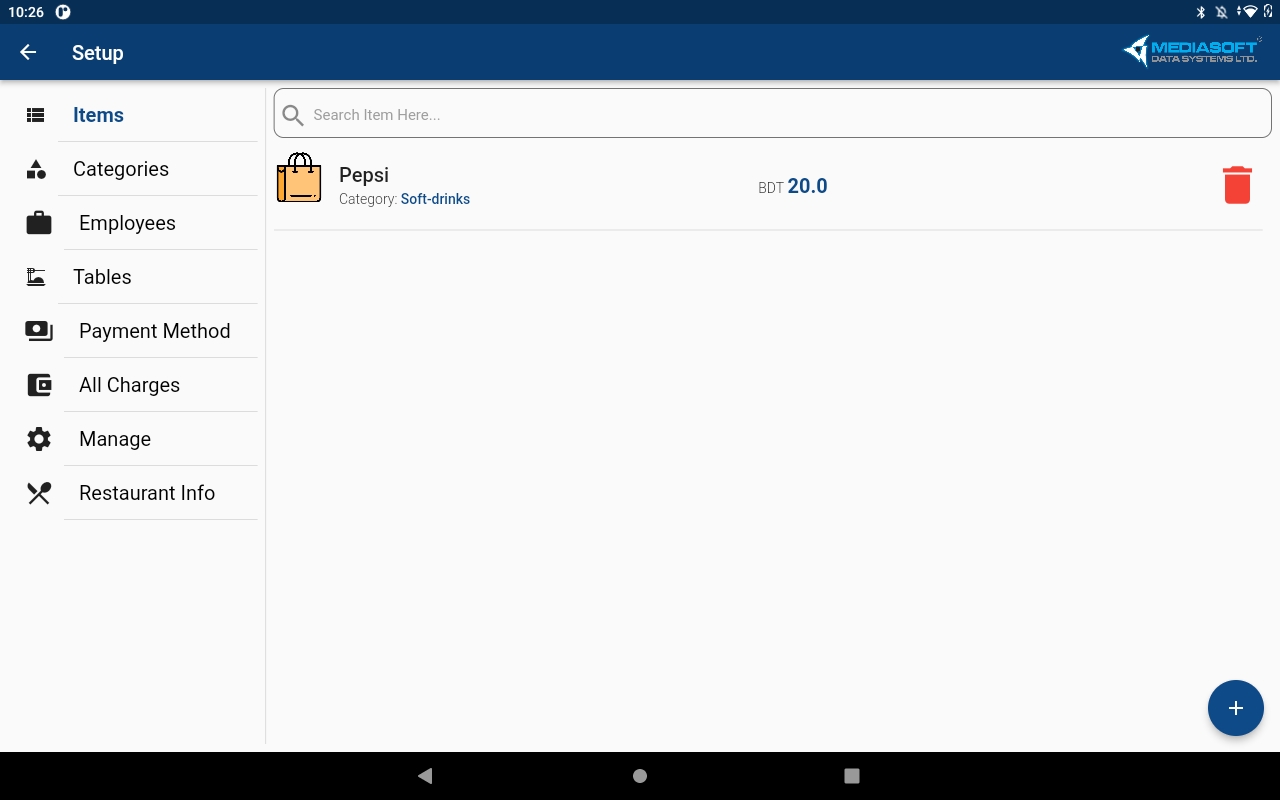 10:26
Setup
MEDIASOFT
DATA SYSTEMS LTD.
Items
Categories
Employees
Tables
Payment Method
All Charges
Manage
Restaurant Info
Search Item Here...
Pepsi
Category: Soft-drinks
BDT 20.0